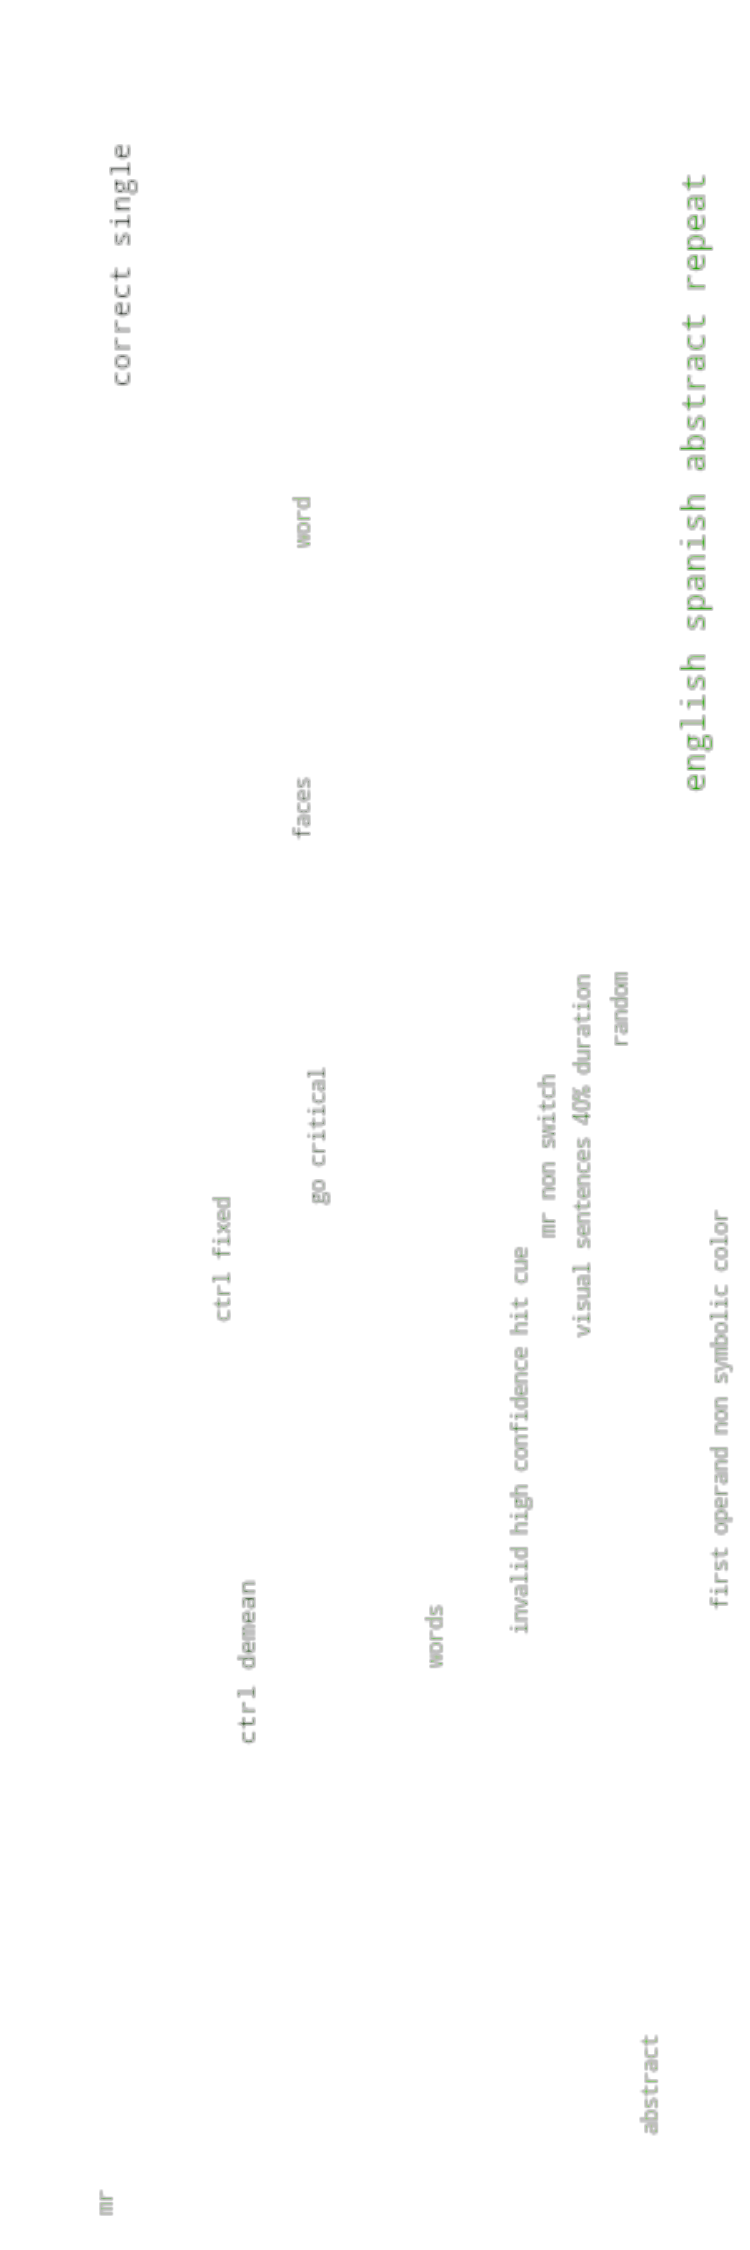 correct single
english spanish abstract repeat
word
faces
random
visual sentences 40% duration
go critical
mr non switch
ctrl fixed
first operand non symbolic color
invalid high confidence hit cue
ctrl demean
words
abstract
mr